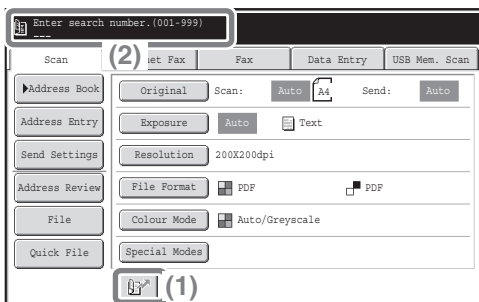 Enter search number.(001-999)
---
(2)
Scan
et Fax
Fax
Data Entry
USB Mem. Scan
Address Book
Original
Scan:
Auto
A4
Send:
Auto
Address Entry
Exposure
Auto
Text
Send Settings
Resolution
200X200dpi
Address Review
File Format
PDF
PDF
File
Colour Mode
Auto/Greyscale
Quick File
Special Modes
(1)